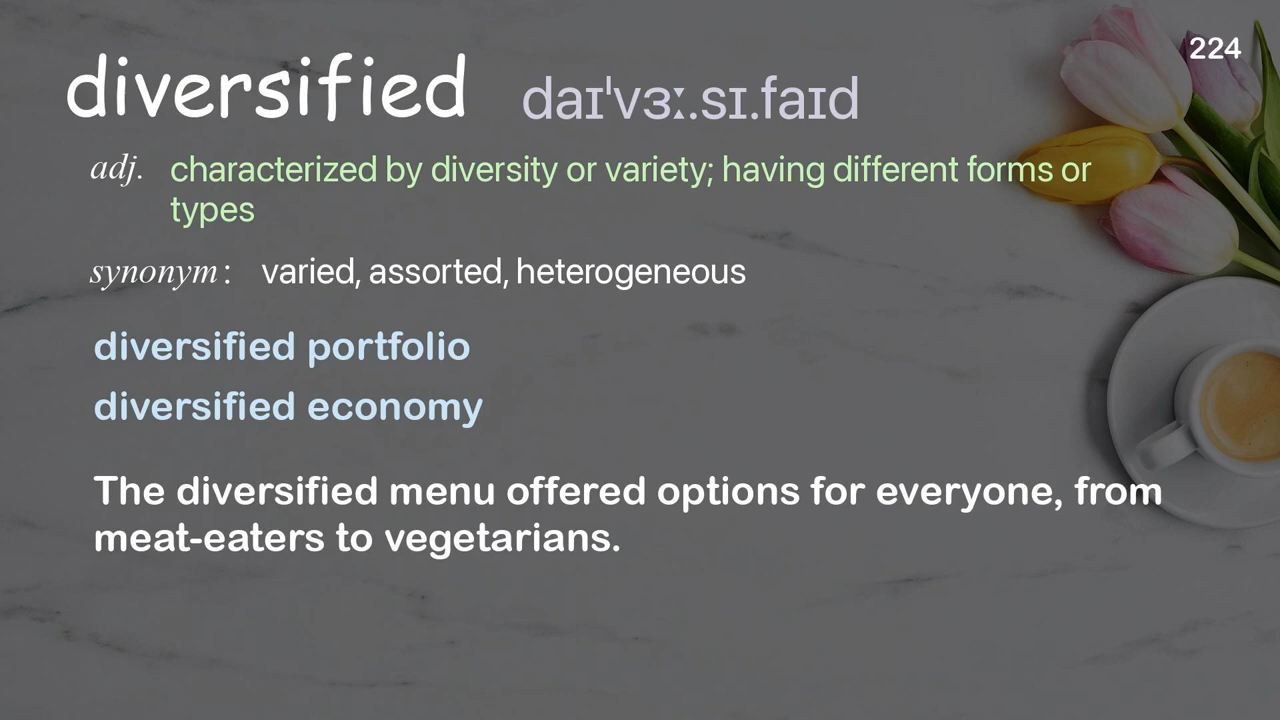 224
diversified daɪˈvɜː.sɪ.faɪd
adj. characterized by diversity or variety; having different forms or
types
synonym: varied, assorted, heterogeneous
diversified portfolio
diversified economy
The diversified menu offered options for everyone, from
meat-eaters to vegetarians.